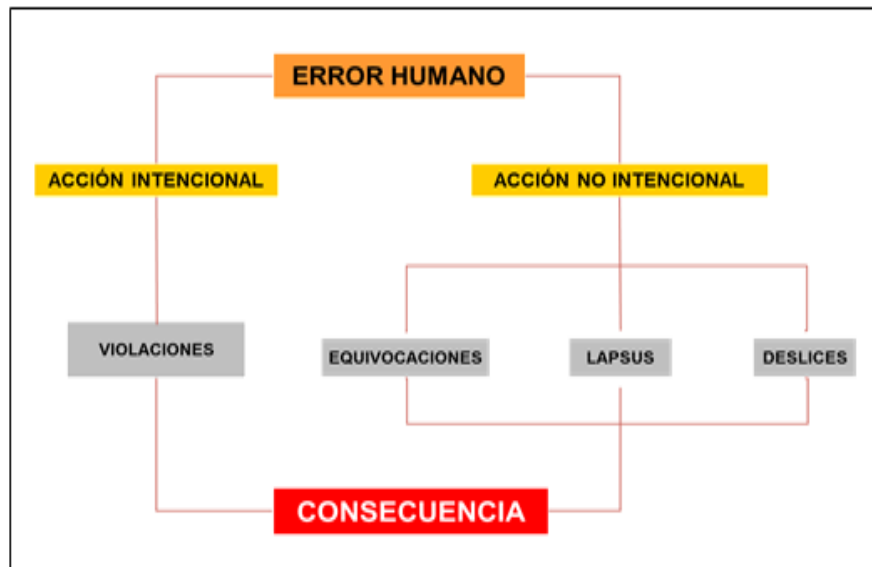 ERROR HUMANO
ACCIÓN INTENCIONAL
ACCIÓN NO INTENCIONAL
VIOLACIONES
EQUIVOCACIONES
LAPSUS
DESLICES
CONSECUENCIA